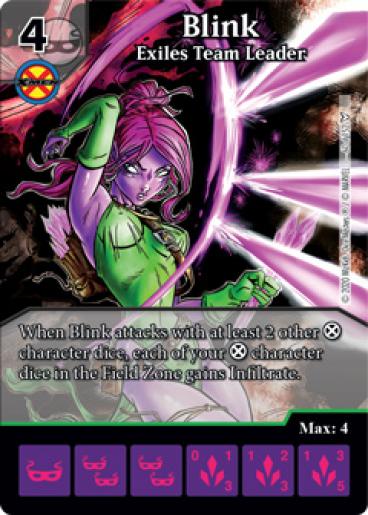 4
Blink
Exiles Team Leader
X-MEN
When Blink attacks with at least 2 other
character dice, each of your character
dice in the Field Zone gains Infiltrate.
Max: 4
0 1
3
1 2
3
1 3
5